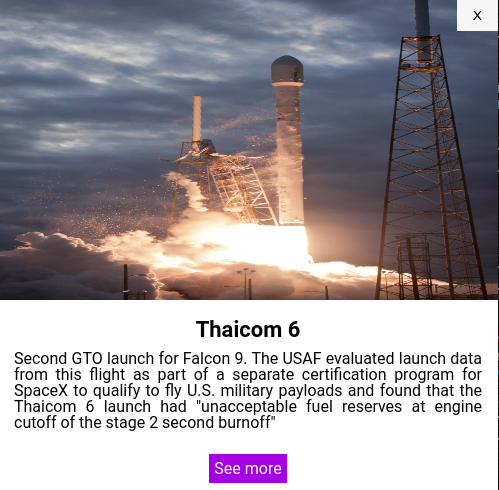 X
Thaicom 6
Second GTO launch for Falcon 9. The USAF evaluated launch data
from this flight as part of a separate certification program for
SpaceX to qualify to fly U.S. military payloads and found that the
Thaicom 6 launch had "unacceptable fuel reserves at engine
cutoff of the stage 2 second burnoff"
See more